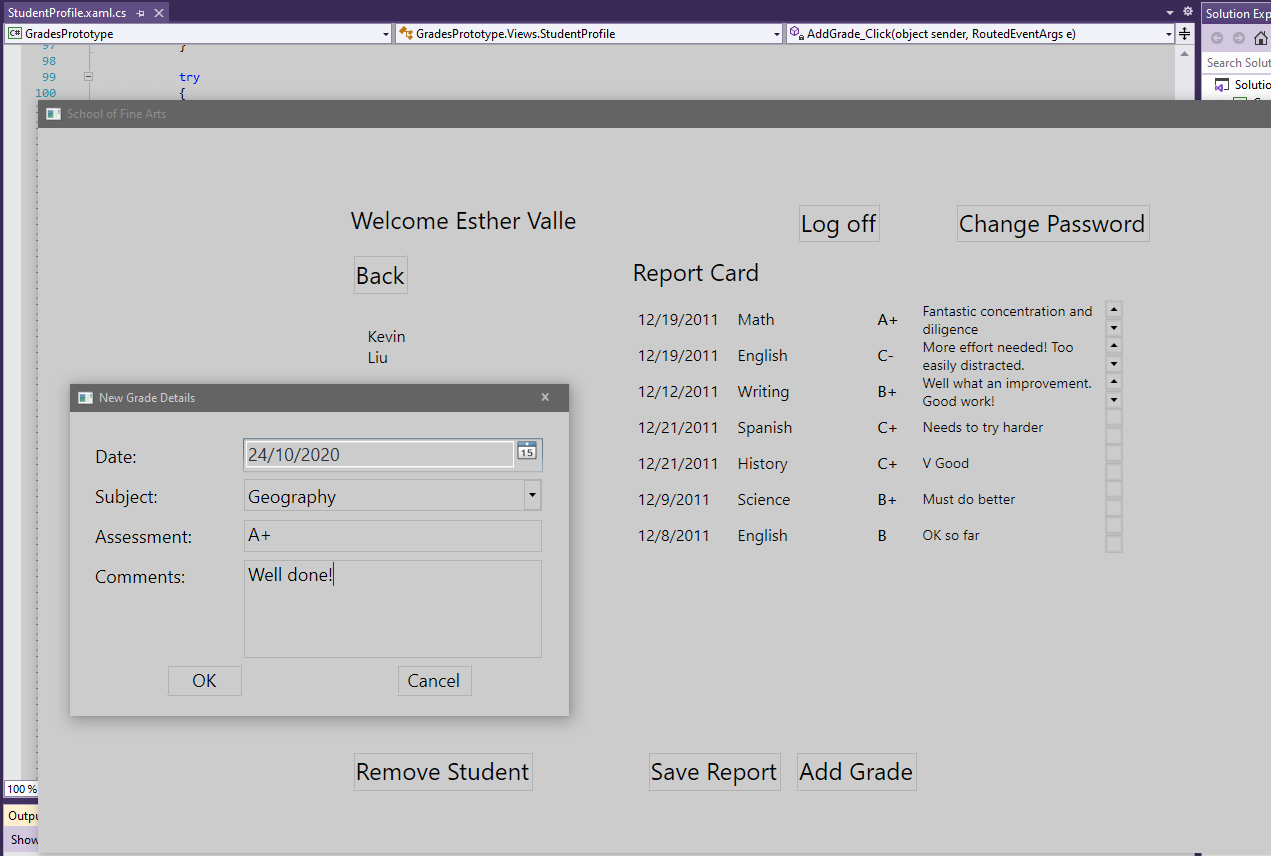 StudentProfile.xaml.cs
Solution Exp
C# GradesPrototype
GradesPrototype.Views.StudentProfile
AddGrade_Click(object sender, RoutedEventArgs e)
97 }
98
99 try
100 {
Search Solut
Solutio
School of Fine Arts
Welcome Esther Valle
Log off
Change Password
Back
Report Card
Kevin
Liu
12/19/2011 Math A+ Fantastic concentration and
diligence
12/19/2011 English C- More effort needed! Too
easily distracted.
12/12/2011 Writing B+ Well what an improvement.
Good work!
12/21/2011 Spanish C+ Needs to try harder
12/21/2011 History C+ V Good
12/9/2011 Science B+ Must do better
12/8/2011 English B OK so far
New Grade Details
x
Date: 24/10/2020 15
Subject: Geography
Assessment: A+
Comments: Well done!
OK
Cancel
Remove Student
Save Report
Add Grade
100 %
Outpu
Show